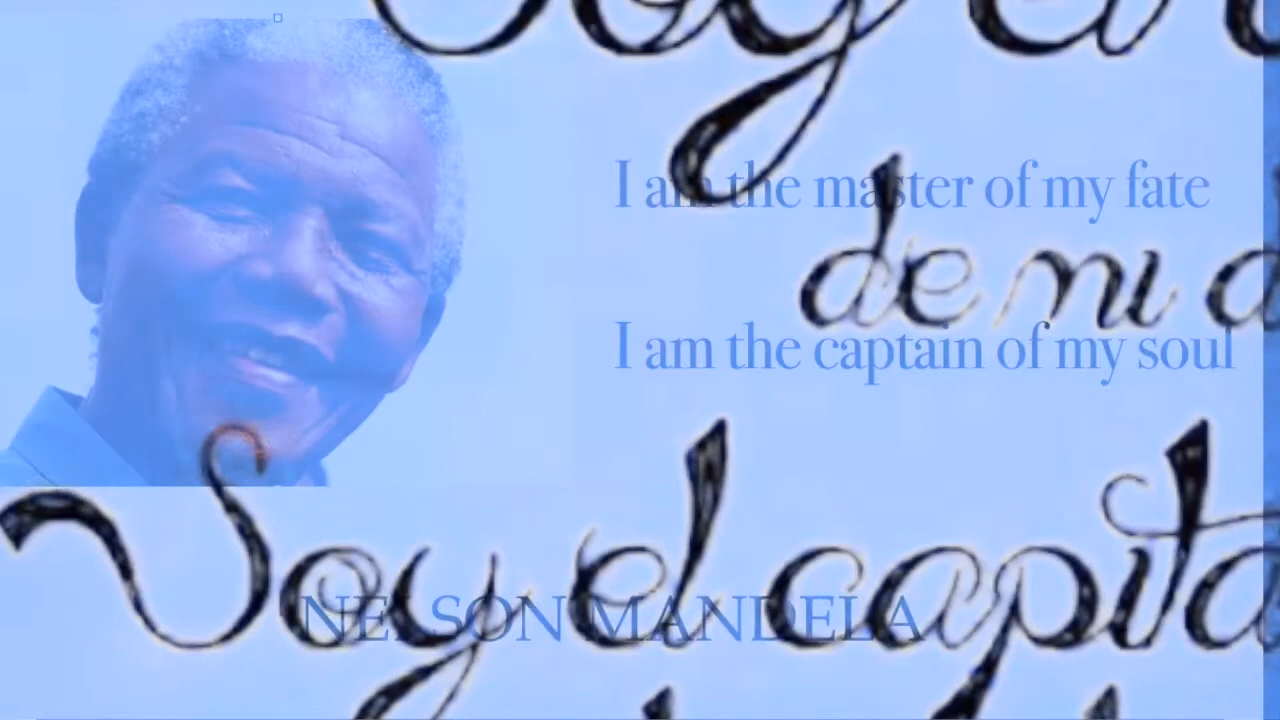 I am the master of my fate
de mi
I am the captain of my soul
Soy el
NELSON MANDELA